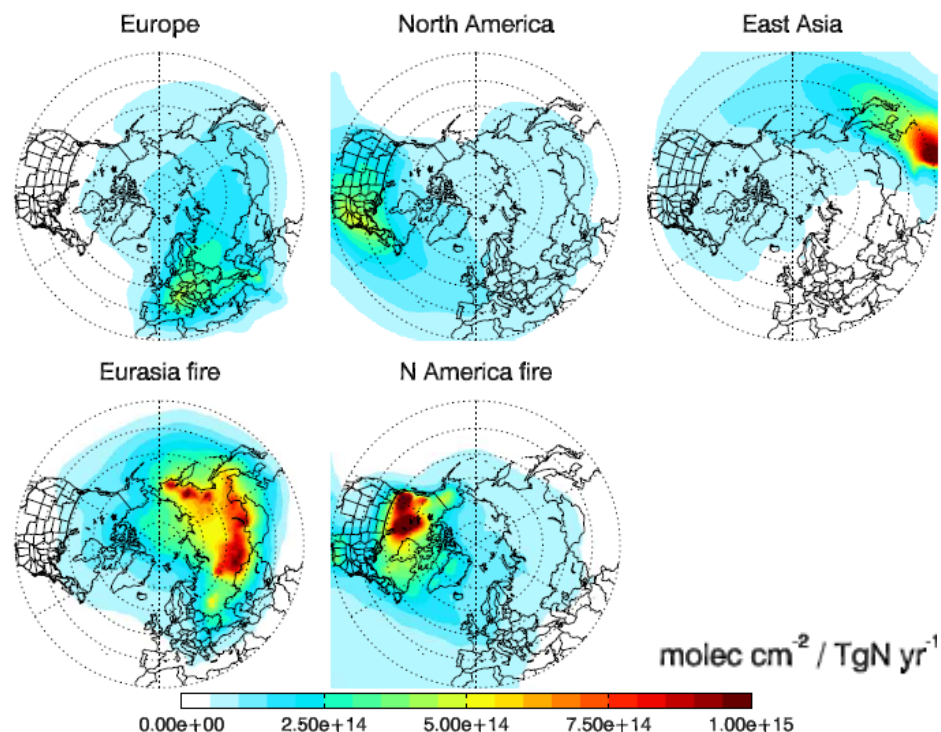 Europe
North America
East Asia
Eurasia fire
N America fire
molec cm⁻² / TgN yr⁻¹
0.00e+00 2.50e+14 5.00e+14 7.50e+14 1.00e+15